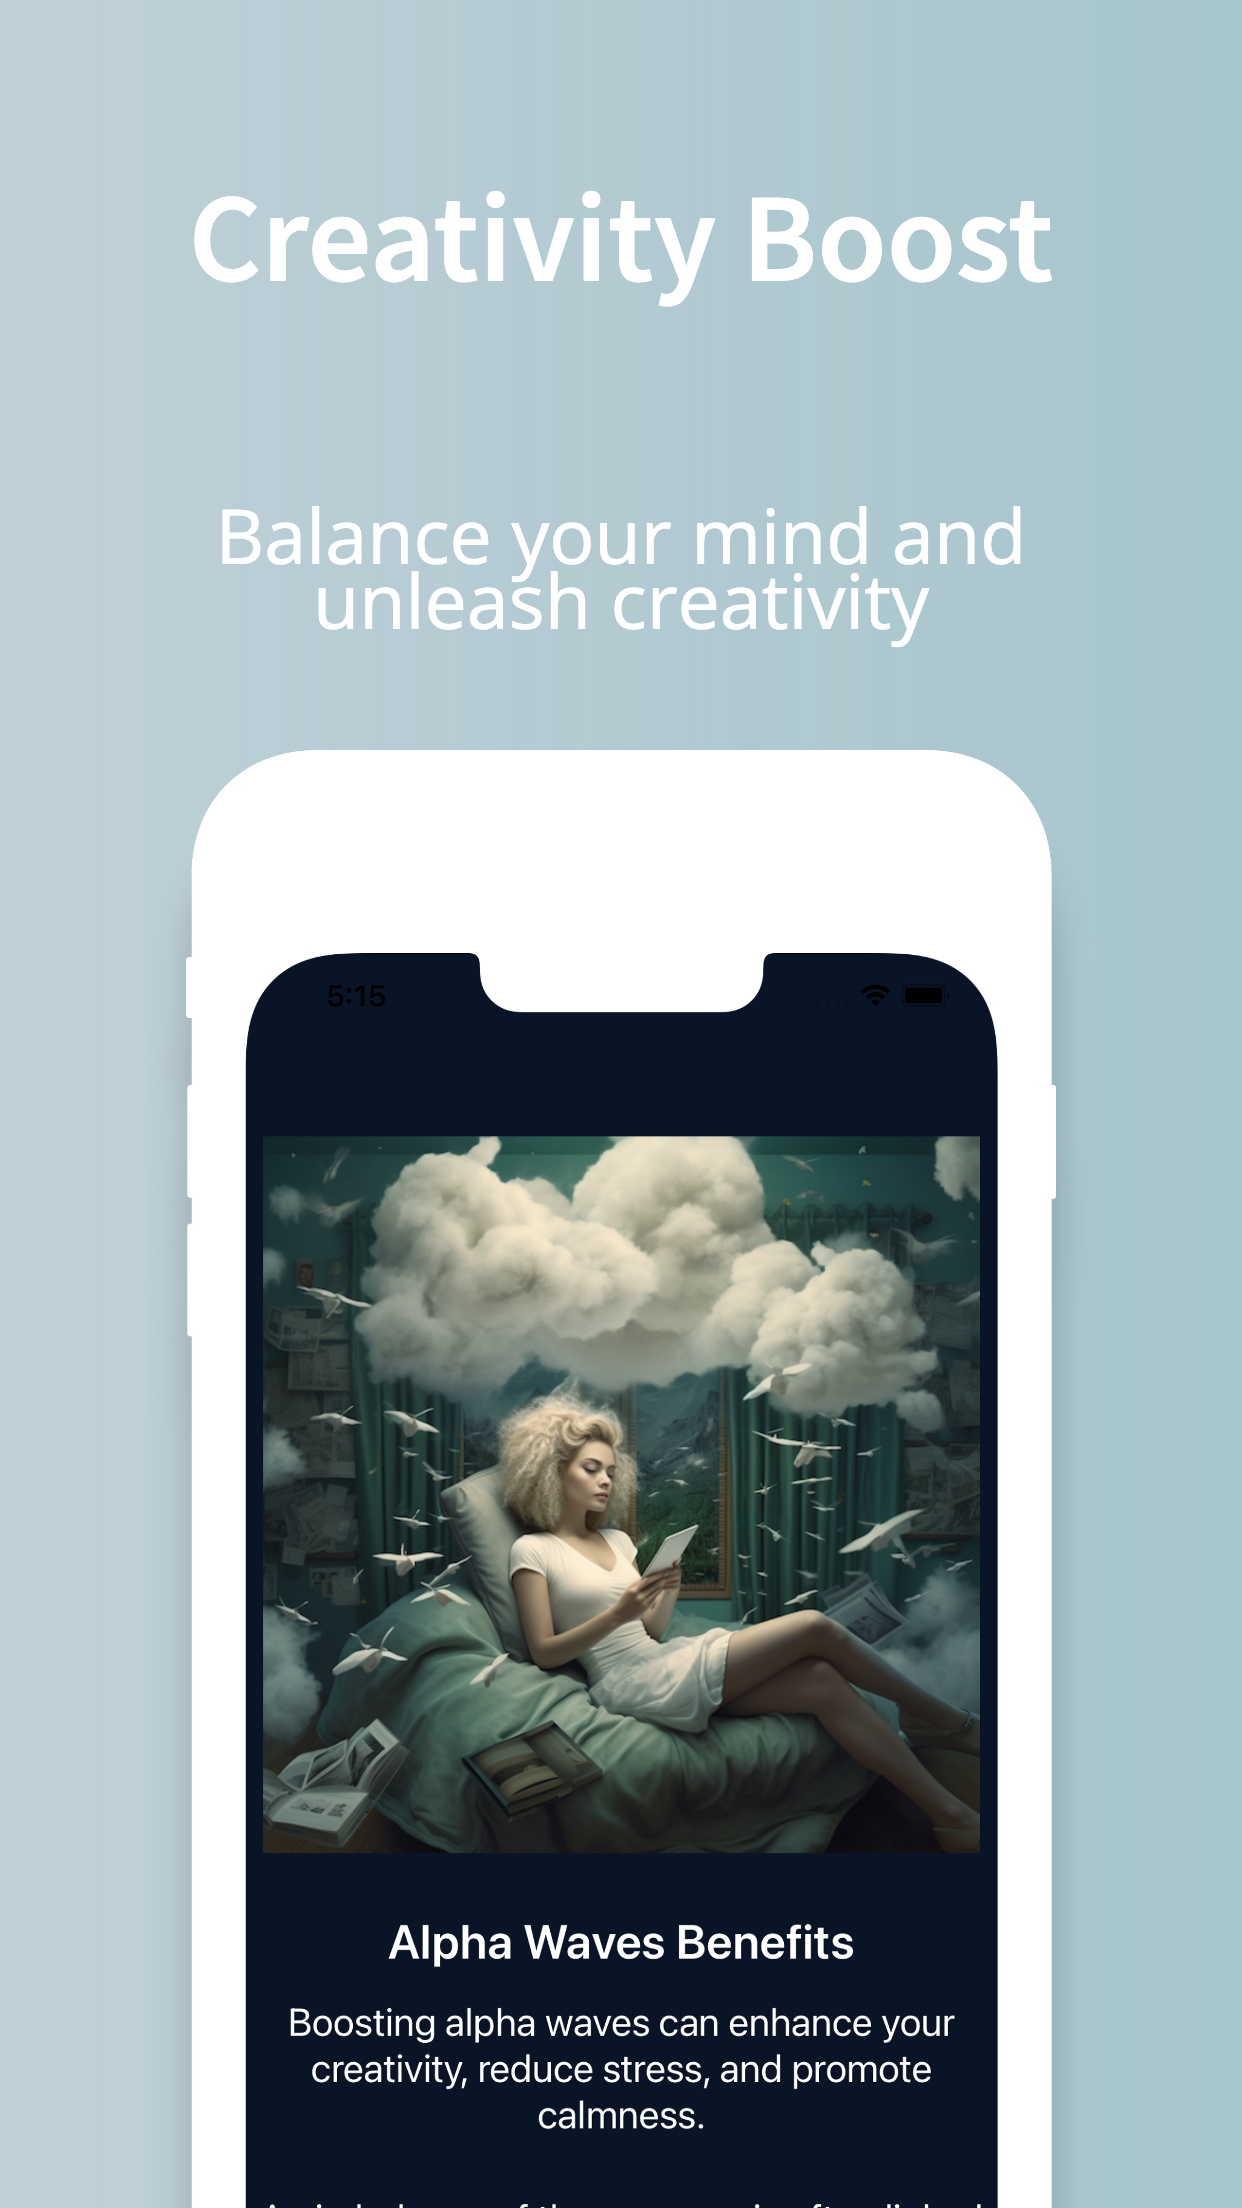 Creativity Boost
Balance your mind and
unleash creativity
5:15
Alpha Waves Benefits
Boosting alpha waves can enhance your
creativity, reduce stress, and promote
calmness.